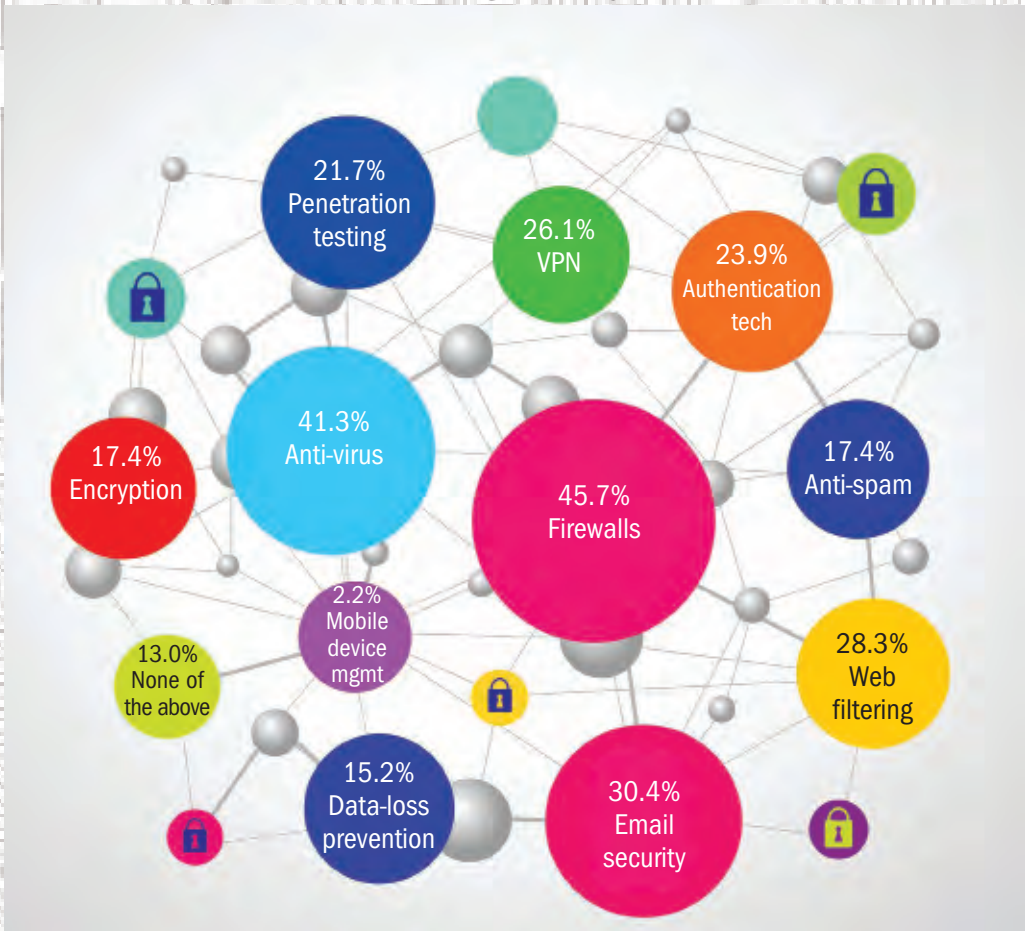 21.7%
Penetration
testing
26.1%
VPN
23.9%
Authentication
tech
41.3%
Anti-virus
17.4%
Encryption
45.7%
Firewalls
17.4%
Anti-spam
2.2%
Mobile
device
mgmt
13.0%
None of
the above
28.3%
Web
filtering
15.2%
Data-loss
prevention
30.4%
Email
security